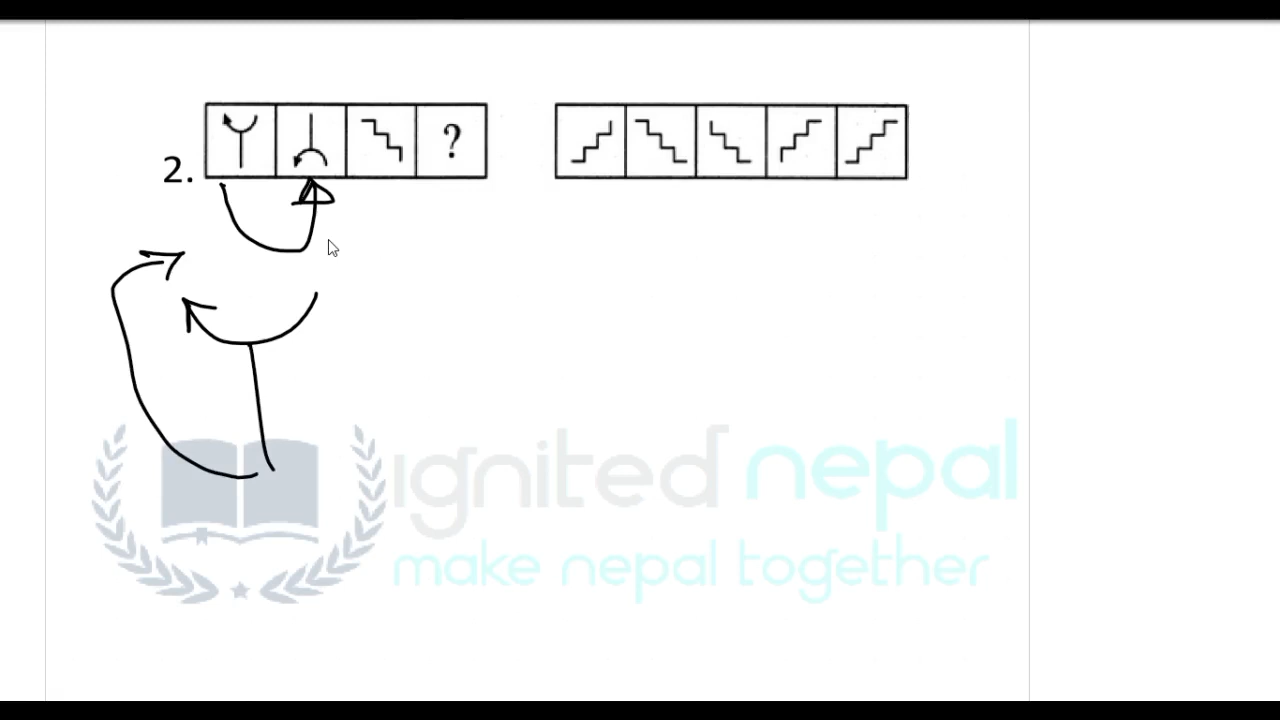 2.
?
ignited nepal
make nepal together